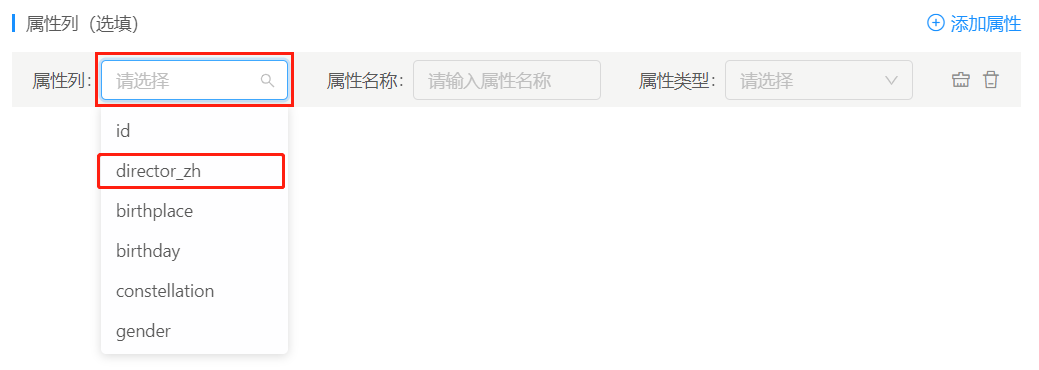 属性列（选填）
添加属性
属性列： 请选择 属性名称： 请输入属性名称 属性类型： 请选择
id
director_zh
birthplace
birthday
constellation
gender